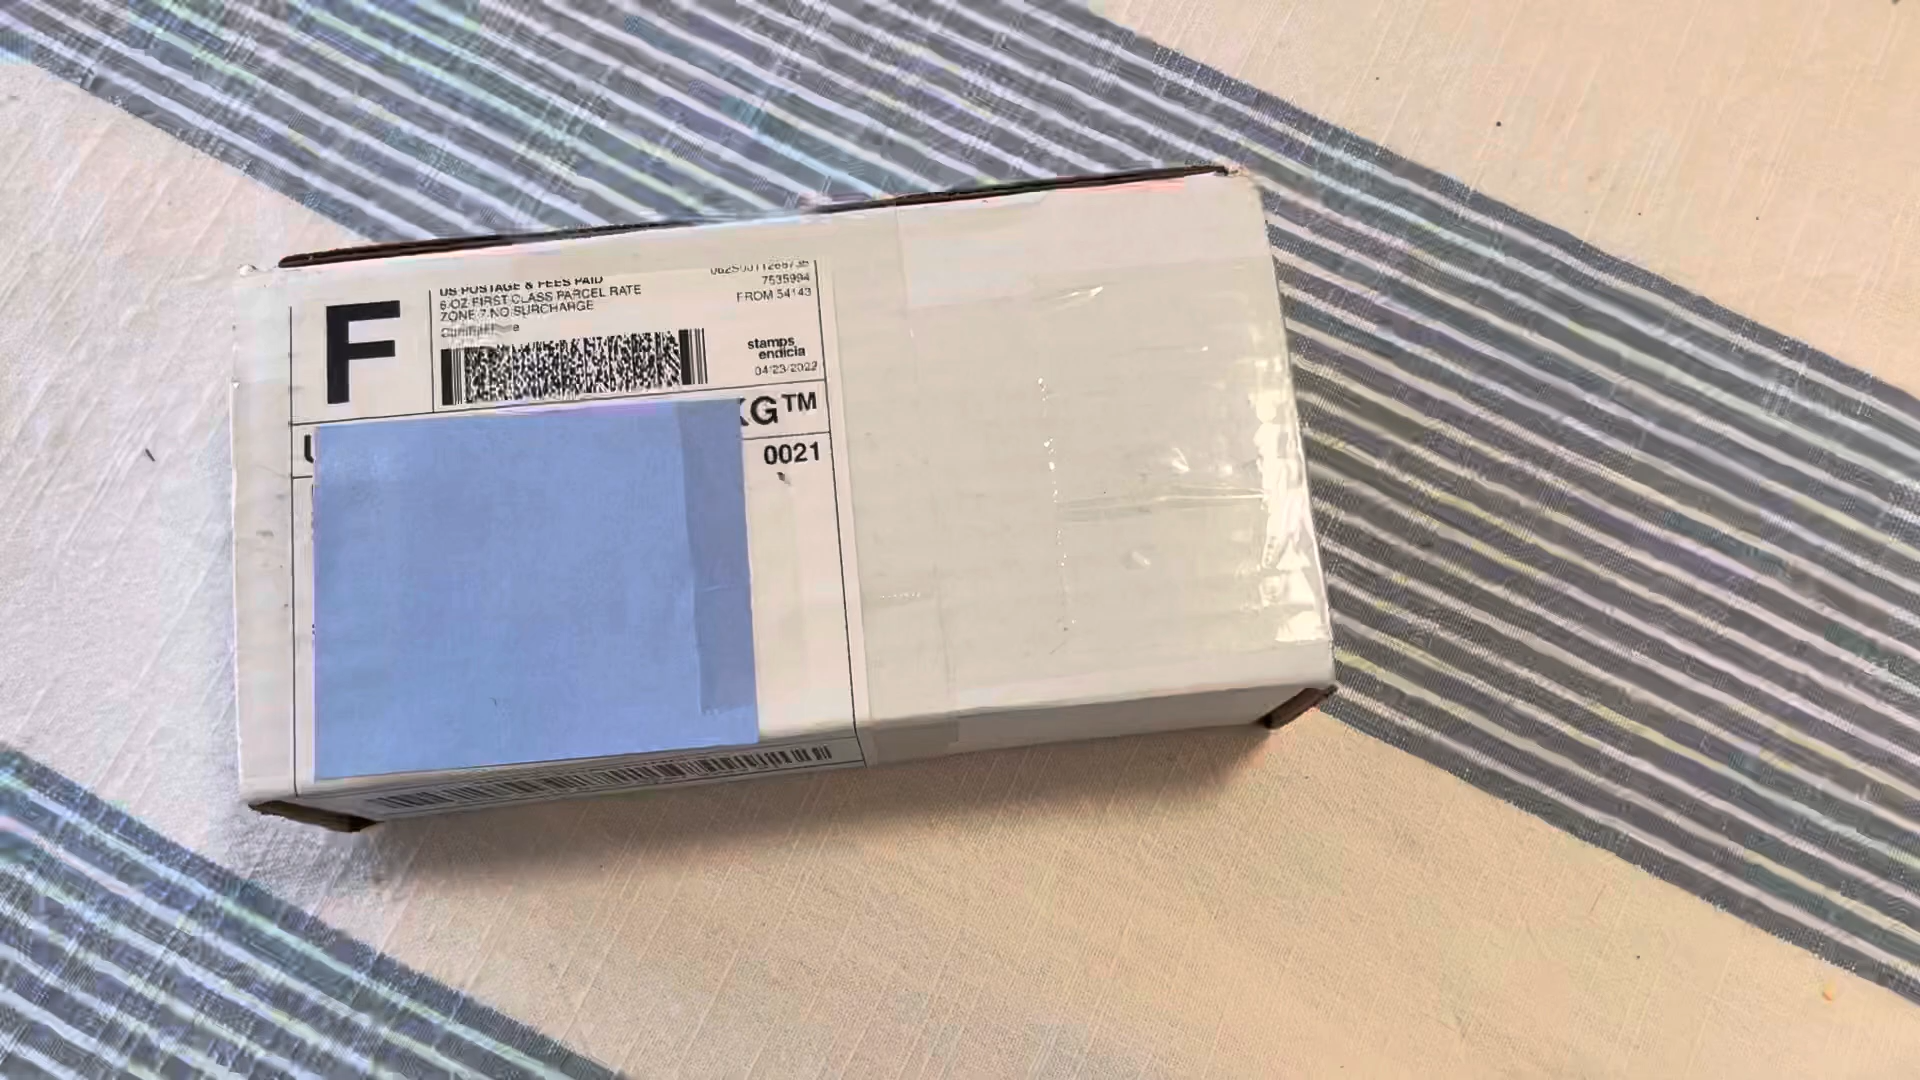 F
US POSTAGE & FEES PAID
6 OZ FIRST CLASS PARCEL RATE
ZONE 7 NO SURCHARGE
7535994
FROM 54143
stamps
endicia
04/23/2022
KG™
0021